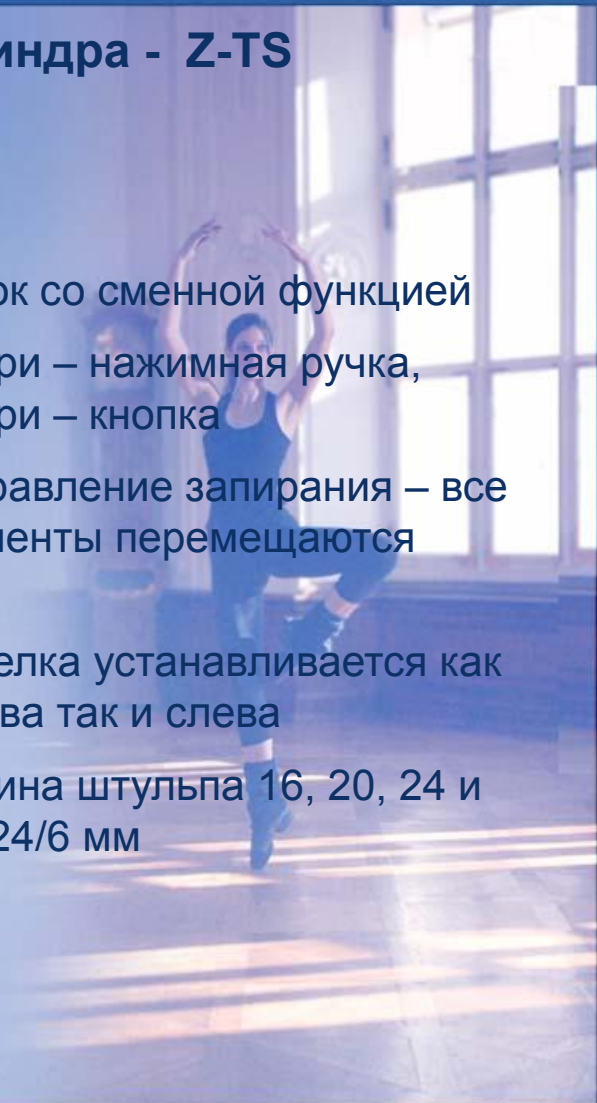 индра - Z-TS
ок со сменной функцией
ри – нажимная ручка,
ри – кнопка
равление запирания – все
менты перемещаются
елка устанавливается как
ва так и слева
ина штульпа 16, 20, 24 и
24/6 мм